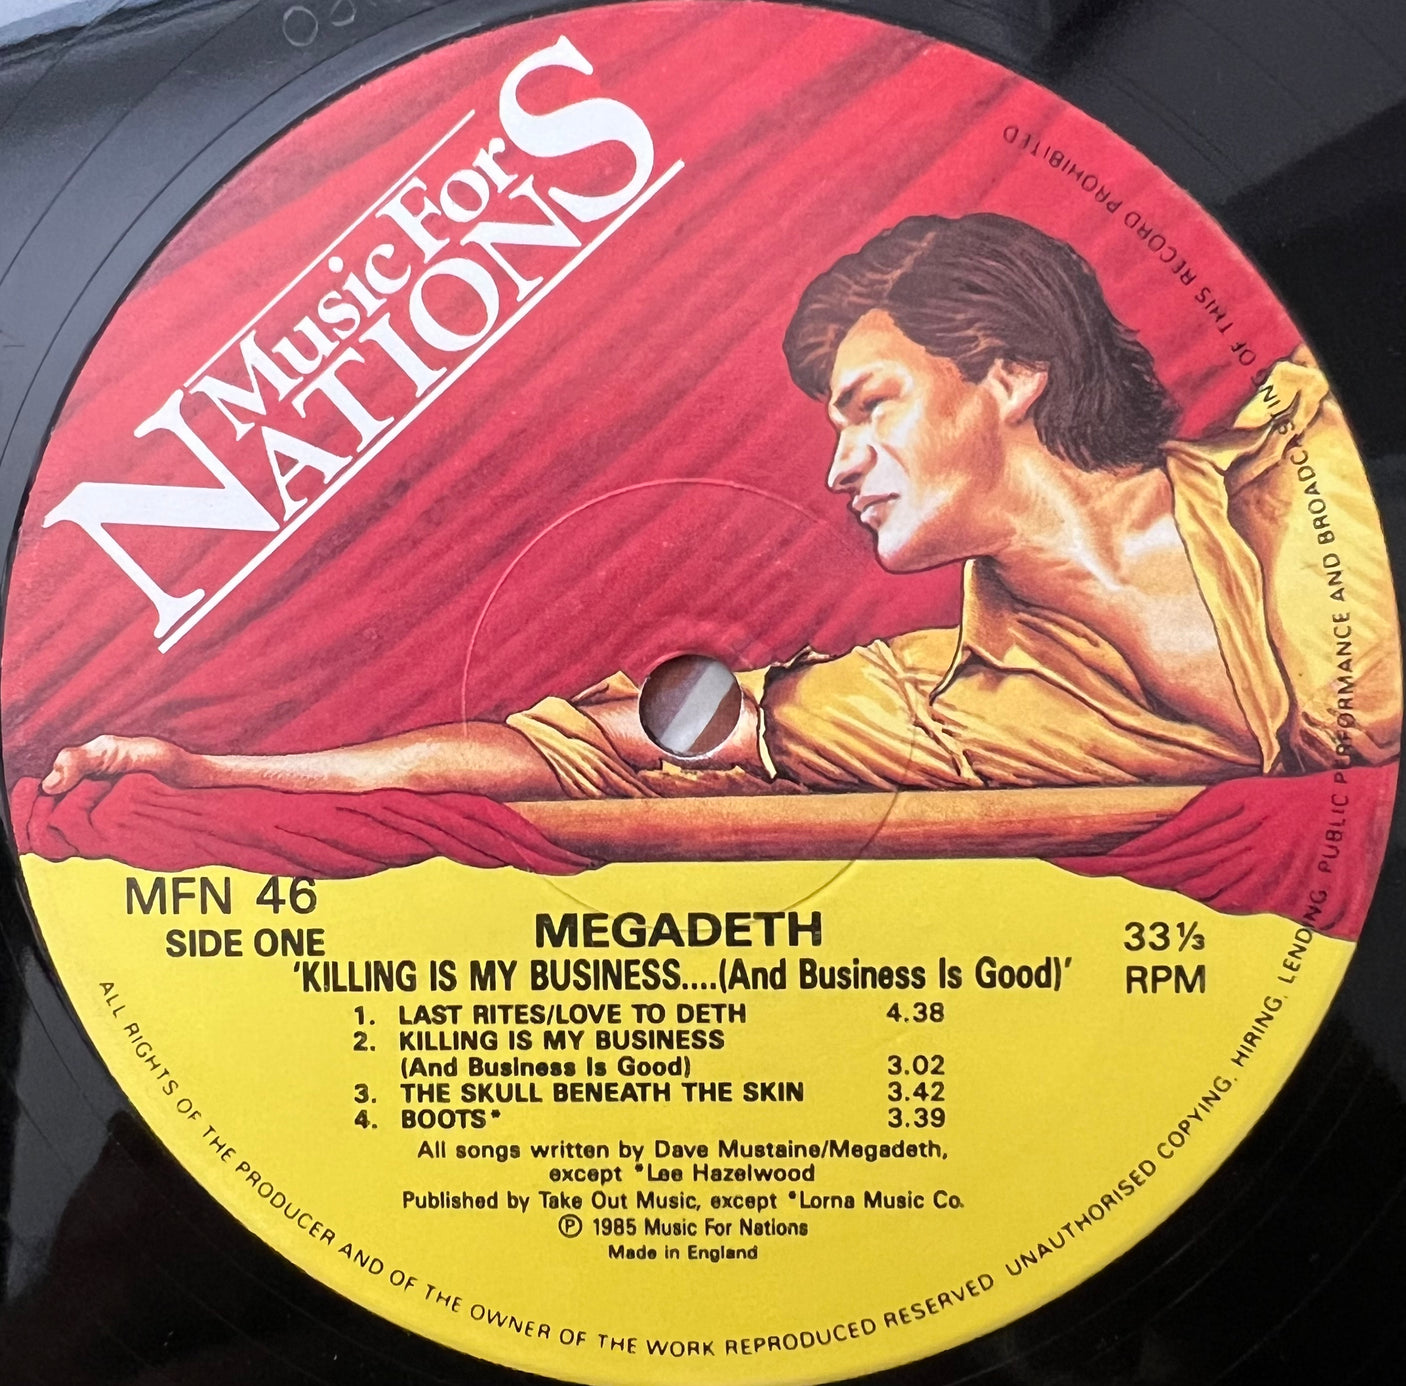 Music For
NATIONS
MFN 46
SIDE ONE
MEGADETH
33⅓
RPM
'KILLING IS MY BUSINESS....(And Business Is Good)'
1. LAST RITES/LOVE TO DETH 4.38
2. KILLING IS MY BUSINESS
(And Business Is Good) 3.02
3. THE SKULL BENEATH THE SKIN 3.42
4. BOOTS* 3.39
All songs written by Dave Mustaine/Megadeth,
except *Lee Hazelwood
Published by Take Out Music, except *Lorna Music Co.
℗ 1985 Music For Nations
Made in England
ALL RIGHTS OF THE PRODUCER AND OF THE OWNER OF THE WORK REPRODUCED RESERVED UNAUTHORISED COPYING, HIRING, LENDING, PUBLIC PERFORMANCE AND BROADCASTING OF THIS RECORD PROHIBITED